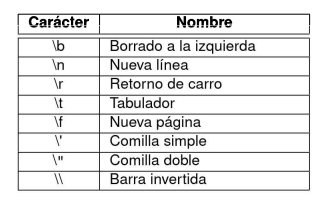 Carácter Nombre
\b Borrado a la izquierda
\n Nueva línea
\r Retorno de carro
\t Tabulador
\f Nueva página
\' Comilla simple
\" Comilla doble
\\ Barra invertida